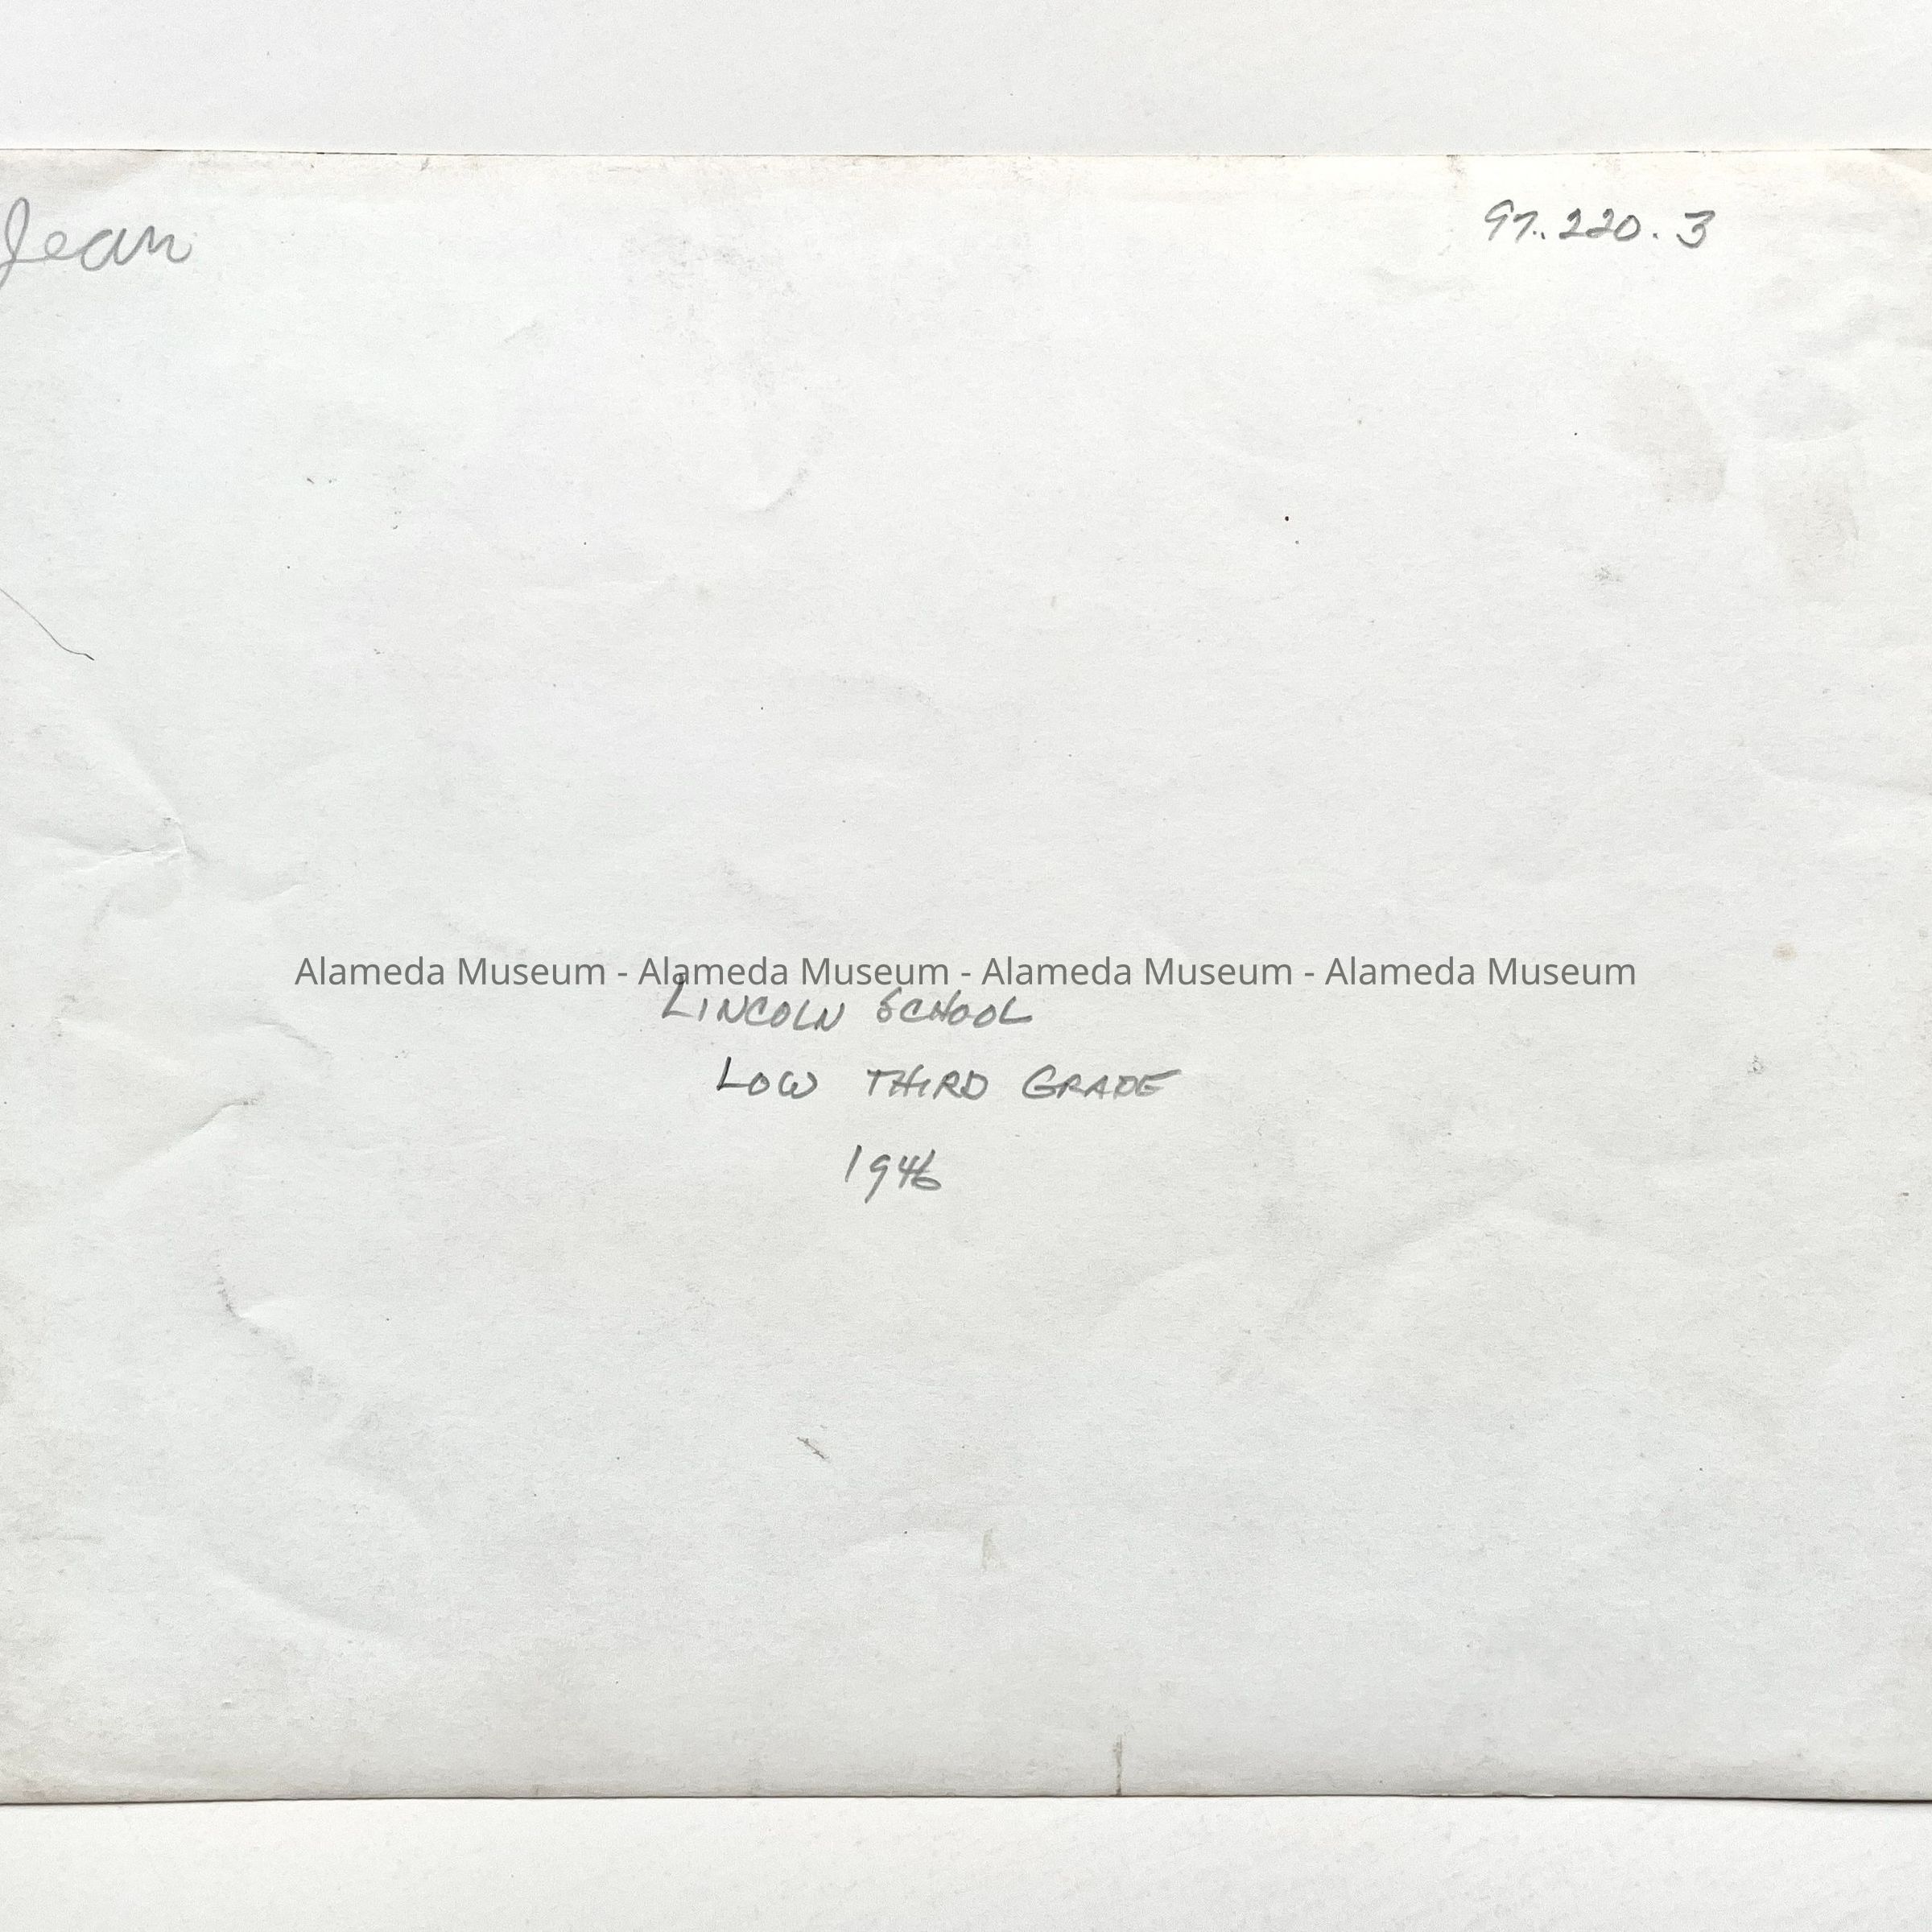 Jean
97.220.3
Alameda Museum - Alameda Museum - Alameda Museum - Alameda Museum
LINCOLN SCHOOL
LOW THIRD GRADE
1946